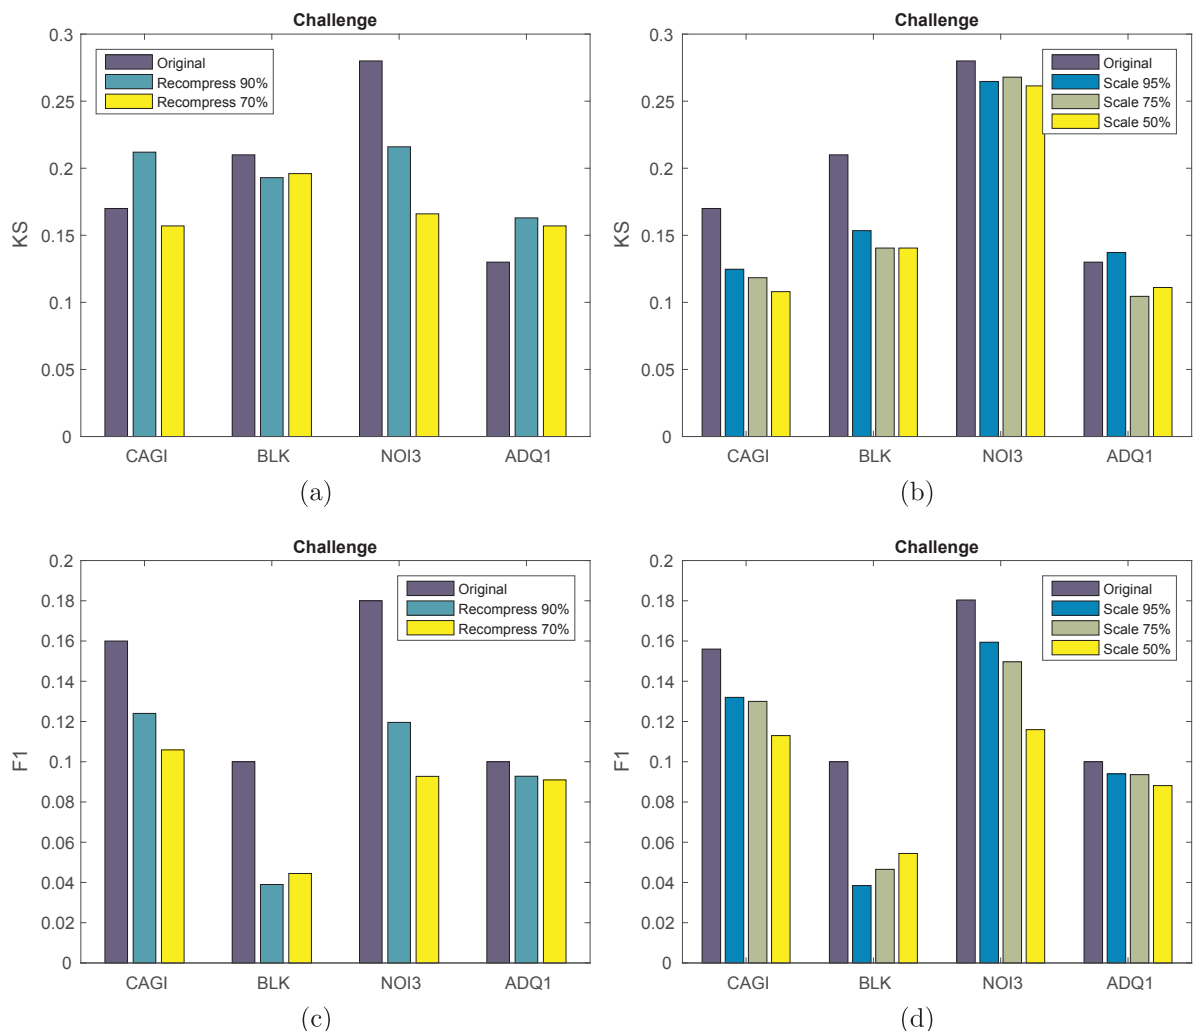 Challenge
0.3
0.25
0.2
0.15
0.1
0.05
0
KS
Original
Recompress 90%
Recompress 70%
CAGI BLK NOI3 ADQ1
(a)
Challenge
0.3
0.25
0.2
0.15
0.1
0.05
0
KS
Original
Scale 95%
Scale 75%
Scale 50%
CAGI BLK NOI3 ADQ1
(b)
Challenge
0.2
0.18
0.16
0.14
0.12
0.1
0.08
0.06
0.04
0.02
0
F1
Original
Recompress 90%
Recompress 70%
CAGI BLK NOI3 ADQ1
(c)
Challenge
0.2
0.18
0.16
0.14
0.12
0.1
0.08
0.06
0.04
0.02
0
F1
Original
Scale 95%
Scale 75%
Scale 50%
CAGI BLK NOI3 ADQ1
(d)